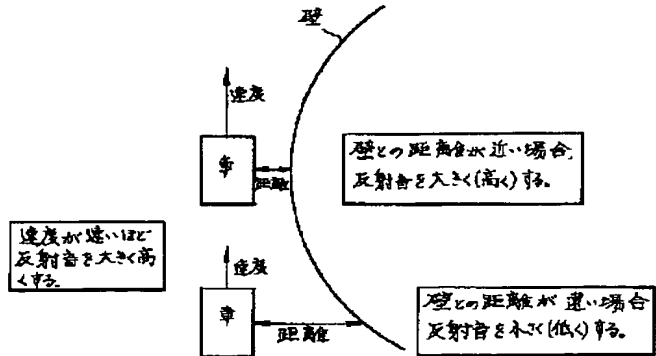 壁
速度
車
距離
壁との距離が近い場合
反射音を大きく(高く)する。
速度が速いほど
反射音を大きく高
くする。
速度
車
距離
壁との距離が遠い場合
反射音を小さく(低く)する。